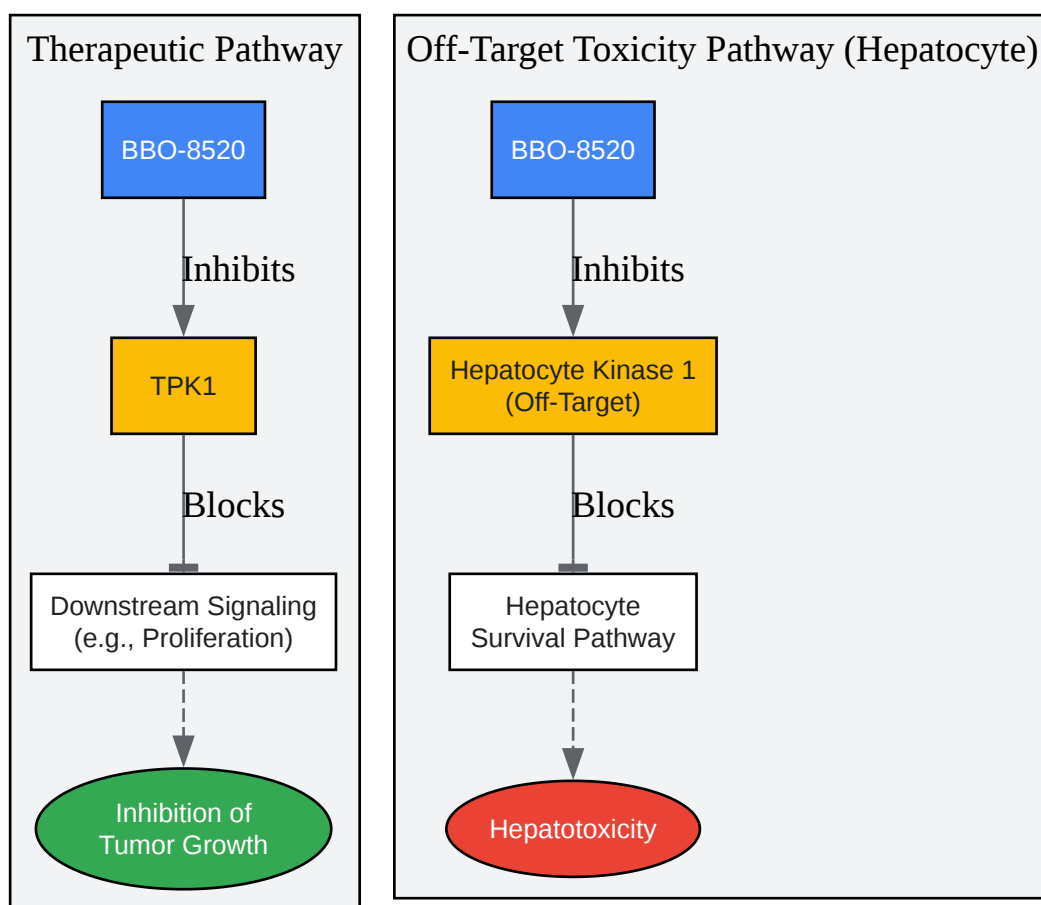 Therapeutic Pathway
BBO-8520
Inhibits
TPK1
Blocks
Downstream Signaling
(e.g., Proliferation)
Inhibition of
Tumor Growth
Off-Target Toxicity Pathway (Hepatocyte)
BBO-8520
Inhibits
Hepatocyte Kinase 1
(Off-Target)
Blocks
Hepatocyte
Survival Pathway
Hepatotoxicity